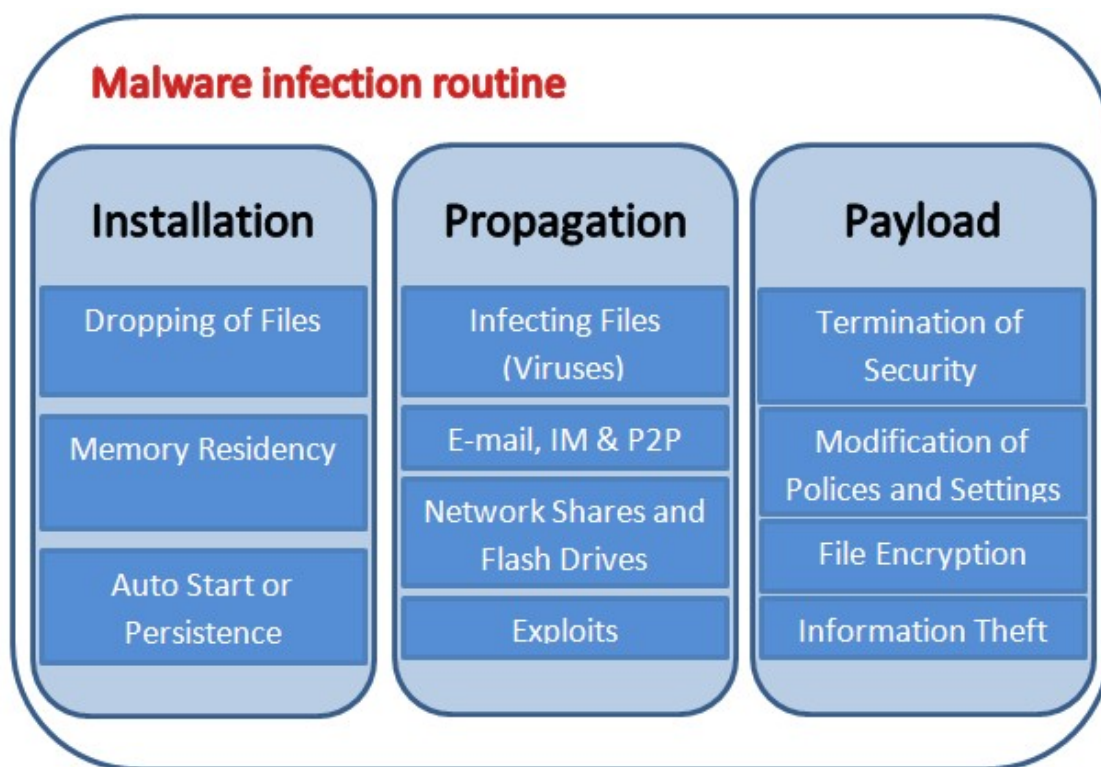 Malware infection routine
Installation
Dropping of Files
Memory Residency
Auto Start or
Persistence
Propagation
Infecting Files
(Viruses)
E-mail, IM & P2P
Network Shares and
Flash Drives
Exploits
Payload
Termination of
Security
Modification of
Polices and Settings
File Encryption
Information Theft